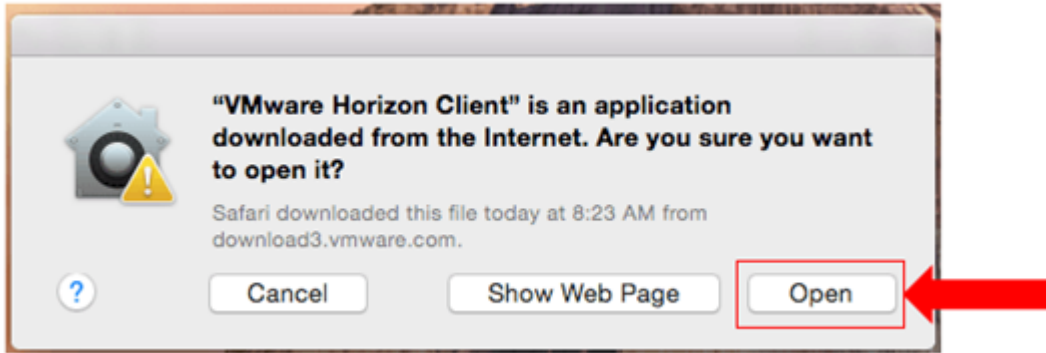 “VMware Horizon Client” is an application
downloaded from the Internet. Are you sure you want
to open it?
Safari downloaded this file today at 8:23 AM from
download3.vmware.com.
? Cancel Show Web Page Open